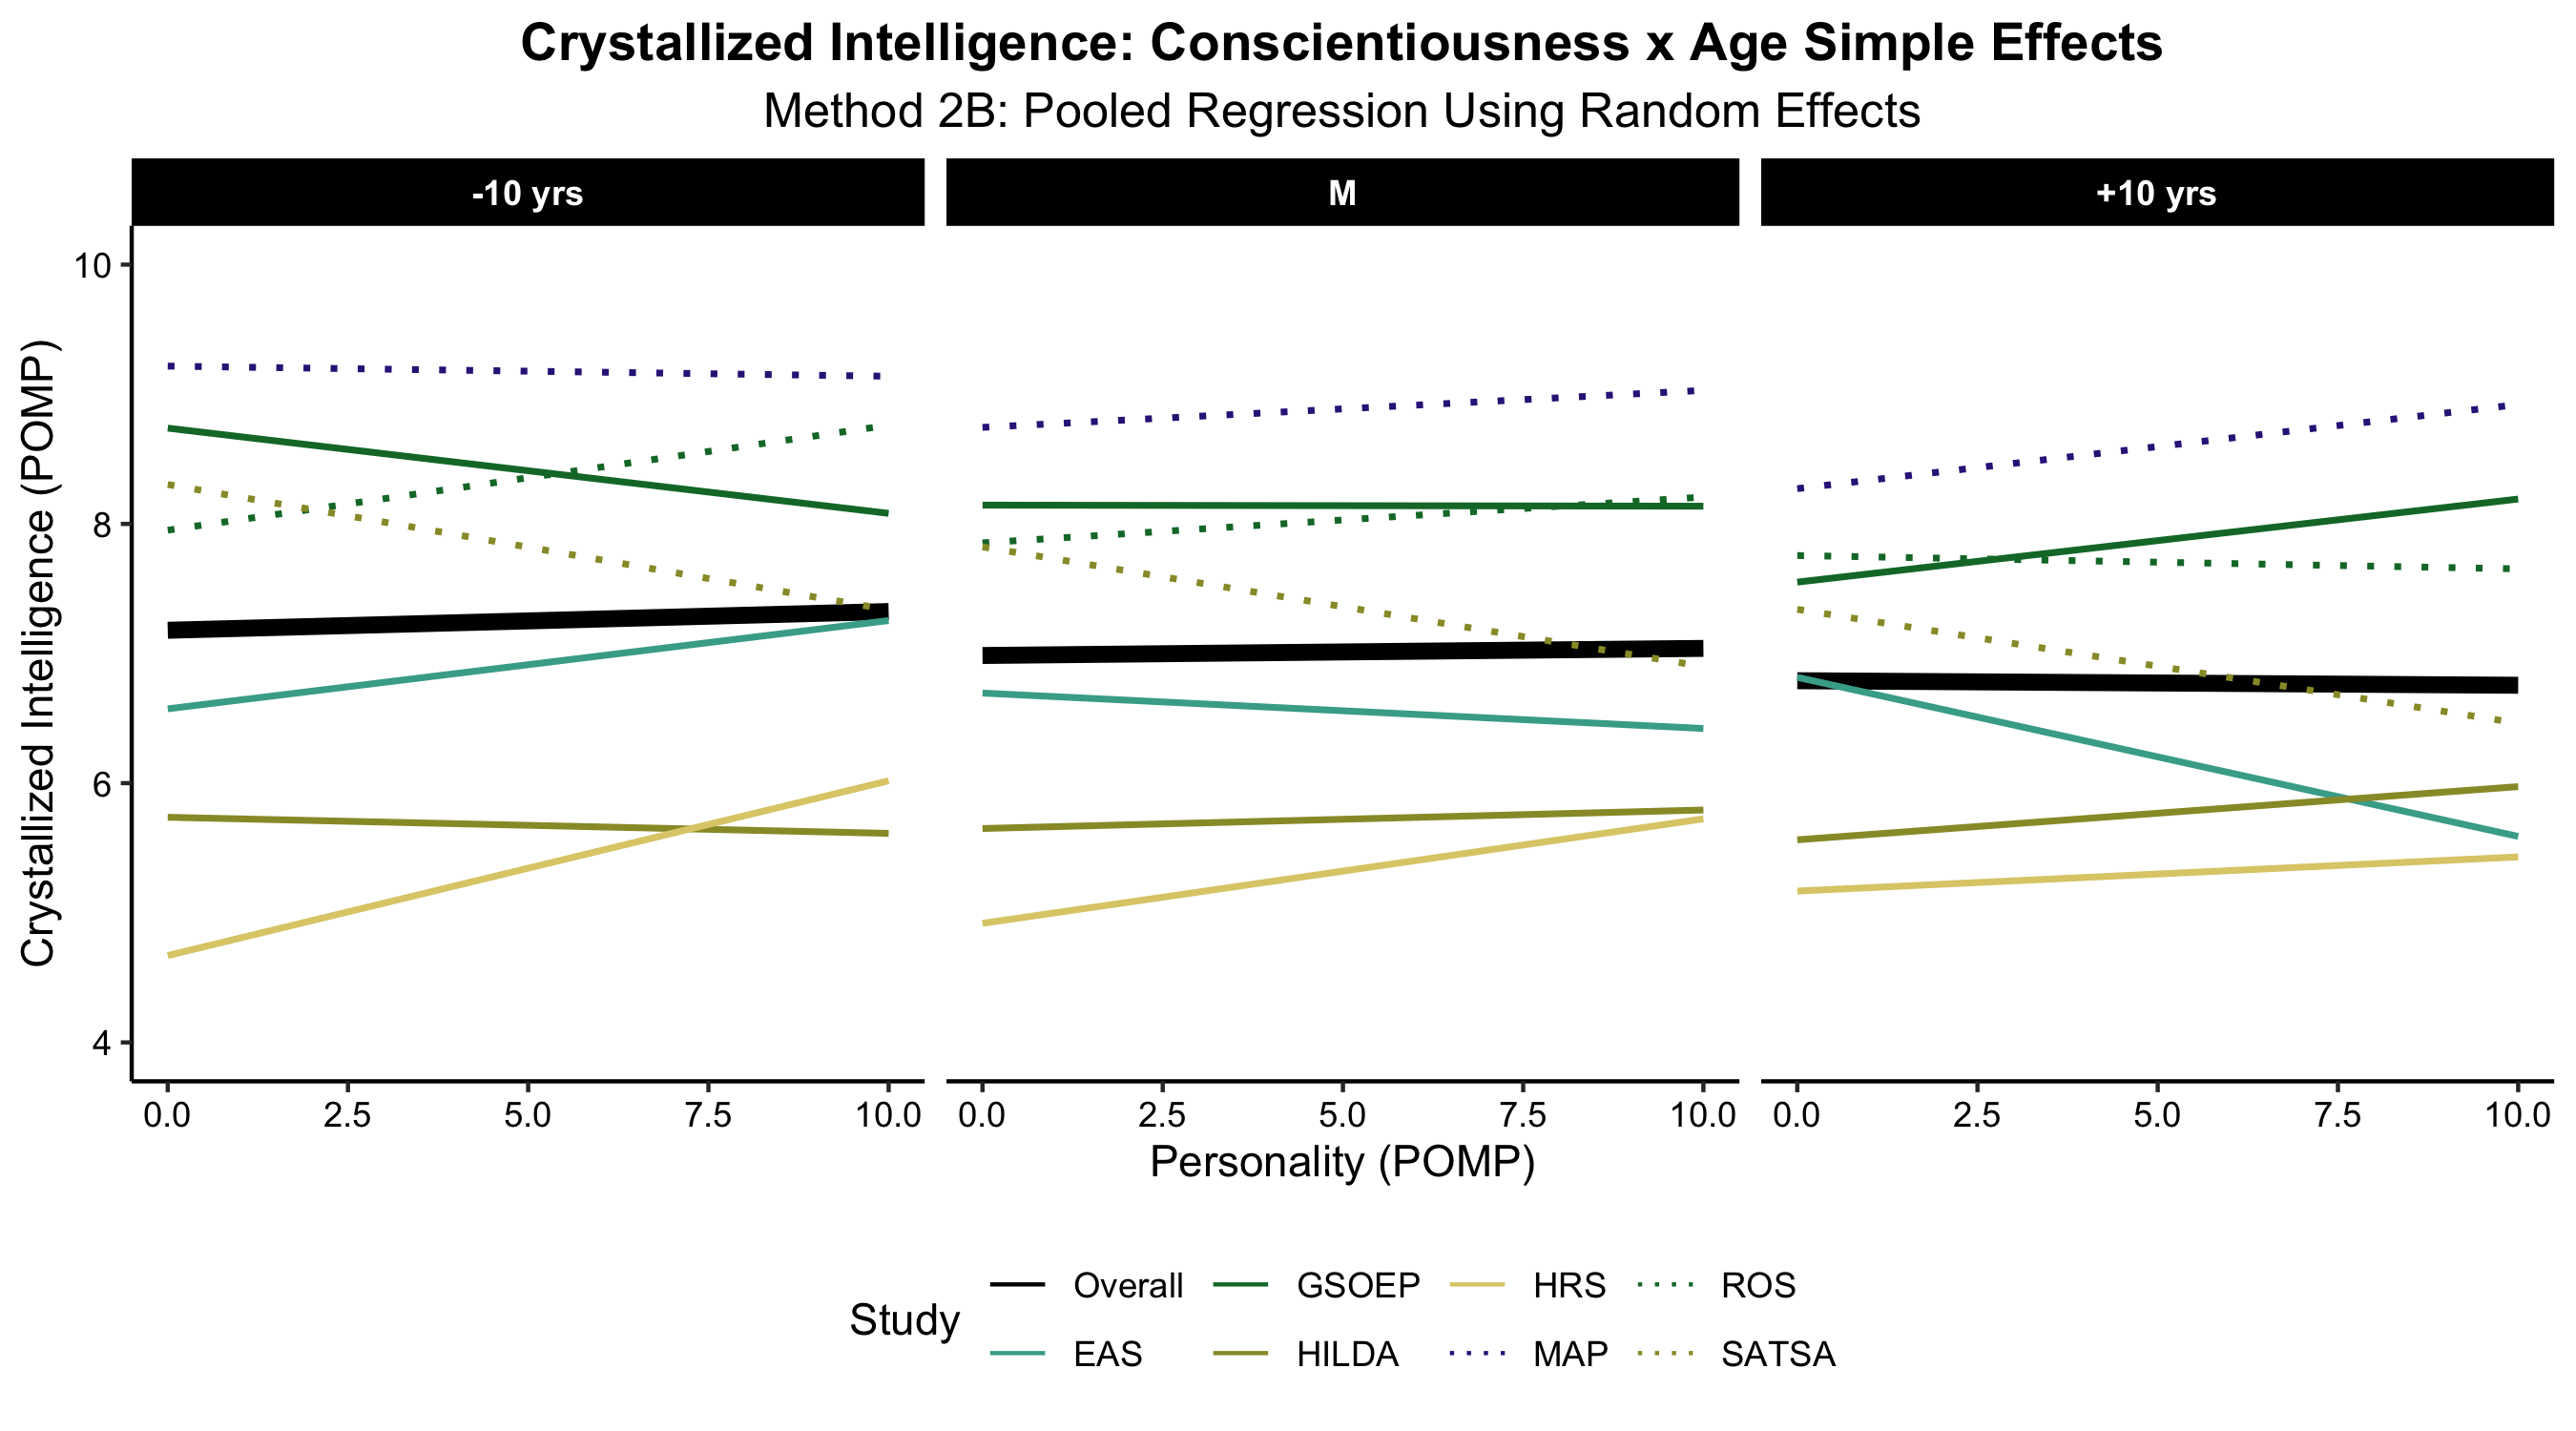 Crystallized Intelligence: Conscientiousness x Age Simple Effects
Method 2B: Pooled Regression Using Random Effects
-10 yrs M +10 yrs
Crystallized Intelligence (POMP)
10
8
6
4
0.0 2.5 5.0 7.5 10.0 0.0 2.5 5.0 7.5 10.0 0.0 2.5 5.0 7.5 10.0
Personality (POMP)
Study
Overall GSOEP HRS ROS
EAS HILDA MAP SATSA